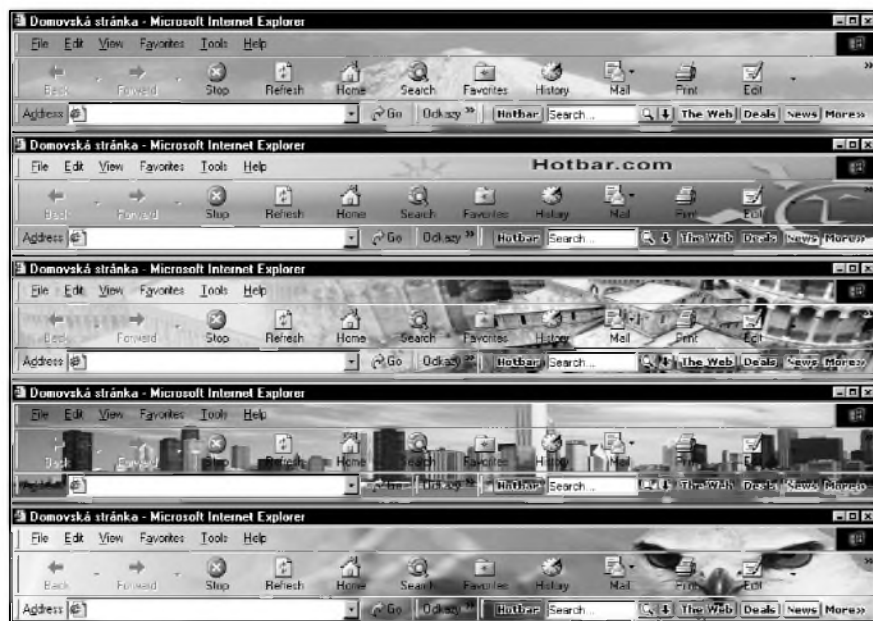 Domovská stránka - Microsoft Internet Explorer
File Edit View Favorites Tools Help
Back Forward Stop Refresh Home Search Favorites History Mail Print Edit »
Address Go Odkazy » Hotbar Search... The Web Deals News More»
Domovská stránka - Microsoft Internet Explorer
File Edit View Favorites Tools Help Hotbar.com
Back Forward Stop Refresh Home Search Favorites History Mail Print Edit »
Address Go Odkazy » Hotbar Search... The Web Deals News More»
Domovská stránka - Microsoft Internet Explorer
File Edit View Favorites Tools Help
Back Forward Stop Refresh Home Search Favorites History Mail Print Edit »
Address Go Odkazy » Hotbar Search... The Web Deals News More»
Domovská stránka - Microsoft Internet Explorer
File Edit View Favorites Tools Help
Back Forward Stop Refresh Home Search Favorites History Mail Print Edit »
Address Go Odkazy » Hotbar Search... The Web Deals News More»
Domovská stránka - Microsoft Internet Explorer
File Edit View Favorites Tools Help
Back Forward Stop Refresh Home Search Favorites History Mail Print Edit »
Address Go Odkazy » Hotbar Search... The Web Deals News More»